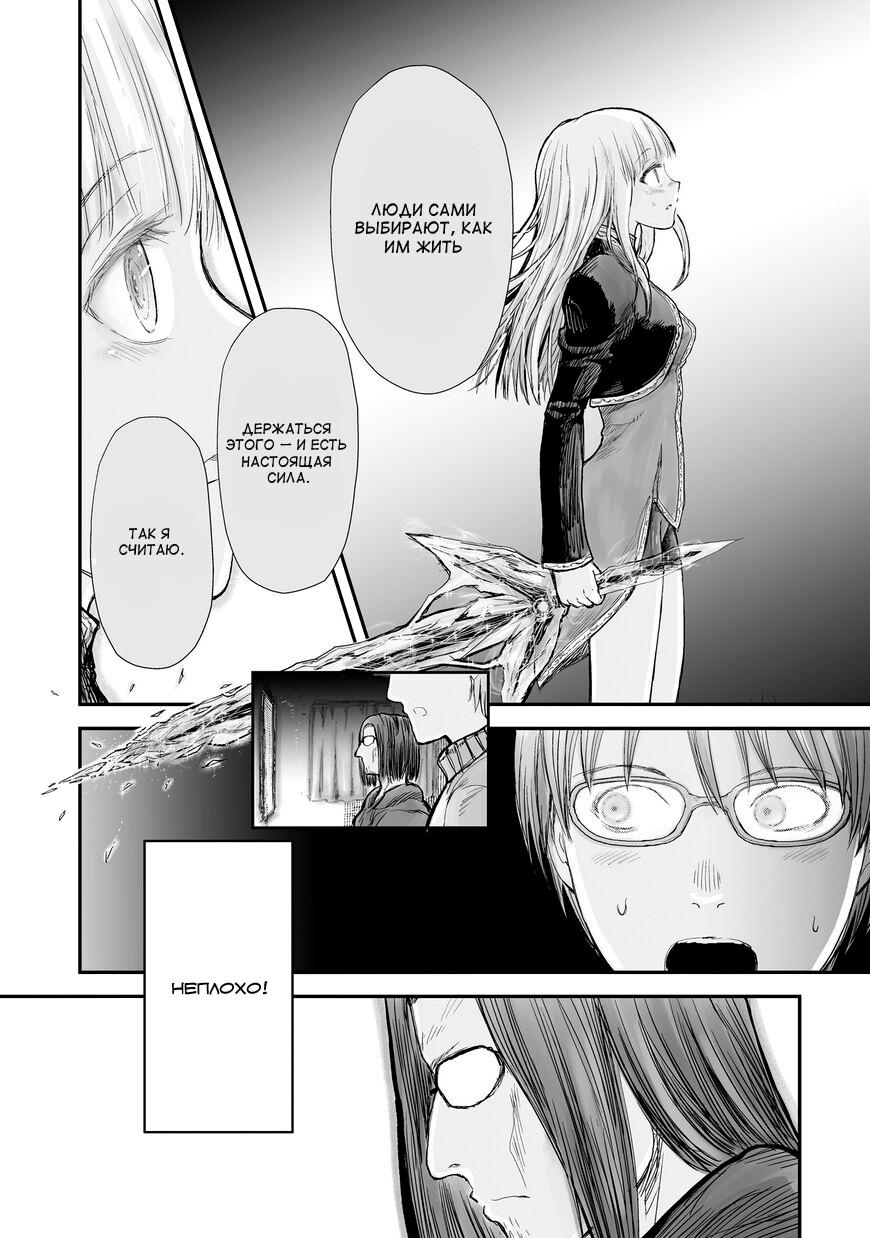 ЛЮДИ САМИ
ВЫБИРАЮТ, КАК
ИМ ЖИТЬ
ДЕРЖАТЬСЯ
ЭТОГО — И ЕСТЬ
НАСТОЯЩАЯ
СИЛА.
ТАК Я
СЧИТАЮ.
НЕПЛОХО!